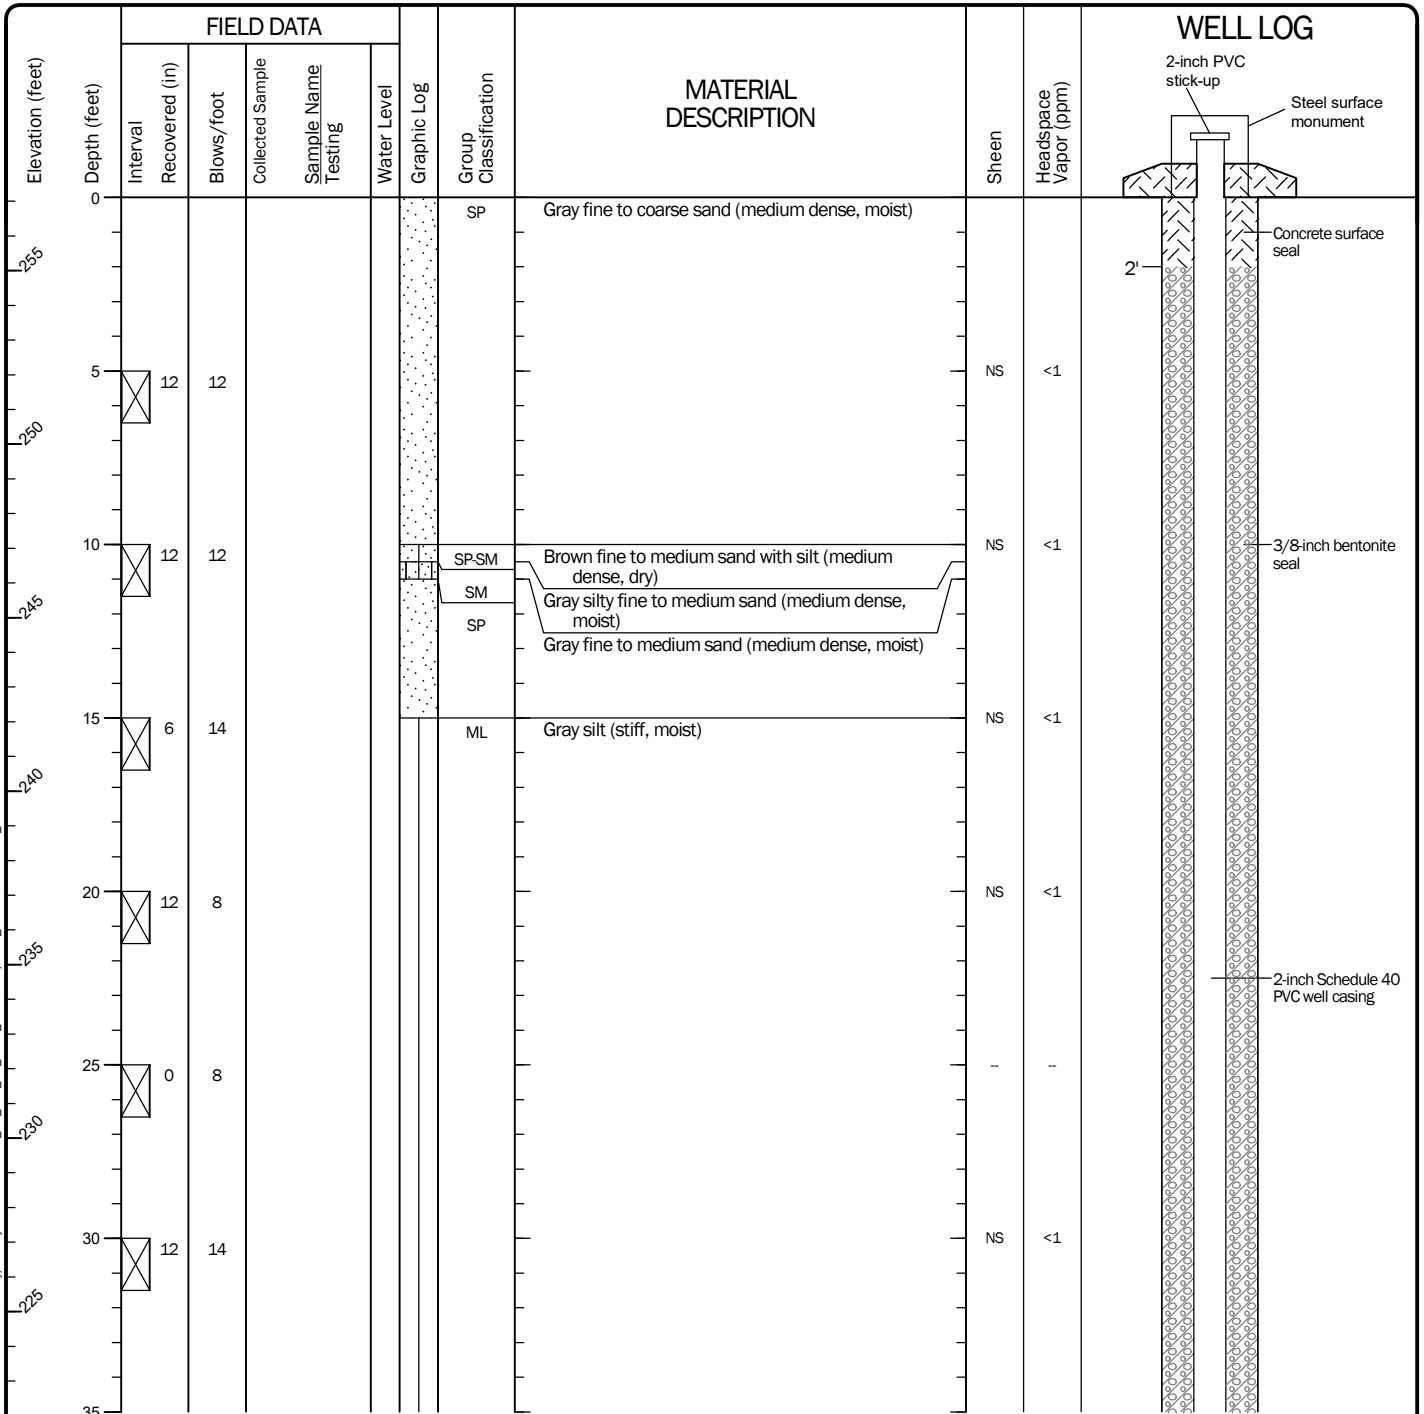 FIELD DATA
WELL LOG
Elevation (feet)
Depth (feet)
Interval
Recovered (in)
Blows/foot
Collected Sample
Sample Name
Testing
Water Level
Graphic Log
Group
Classification
MATERIAL
DESCRIPTION
Sheen
Headspace
Vapor (ppm)
2-inch PVC
stick-up
Steel surface
monument
0
SP
Gray fine to coarse sand (medium dense, moist)
Concrete surface
seal
255
2'
5
12
12
NS
<1
250
10
12
12
SP-SM
Brown fine to medium sand with silt (medium
dense, dry)
NS
<1
3/8-inch bentonite
seal
SM
Gray silty fine to medium sand (medium dense,
moist)
245
SP
Gray fine to medium sand (medium dense, moist)
15
6
14
ML
Gray silt (stiff, moist)
NS
<1
240
20
12
8
NS
<1
235
2-inch Schedule 40
PVC well casing
25
0
8
--
--
230
30
12
14
NS
<1
225
35